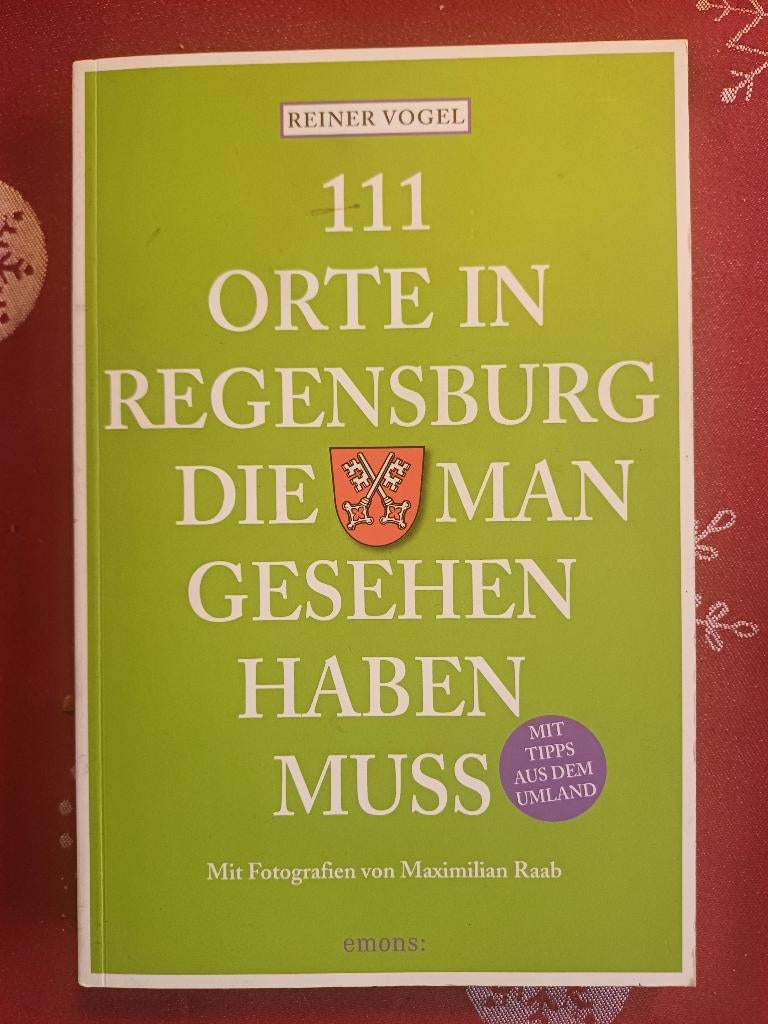 REINER VOGEL
111
ORTE IN
REGENSBURG
DIE MAN
GESEHEN
HABEN
MUSS
MIT
TIPPS
AUS DEM
UMLAND
Mit Fotografien von Maximilian Raab
emons: